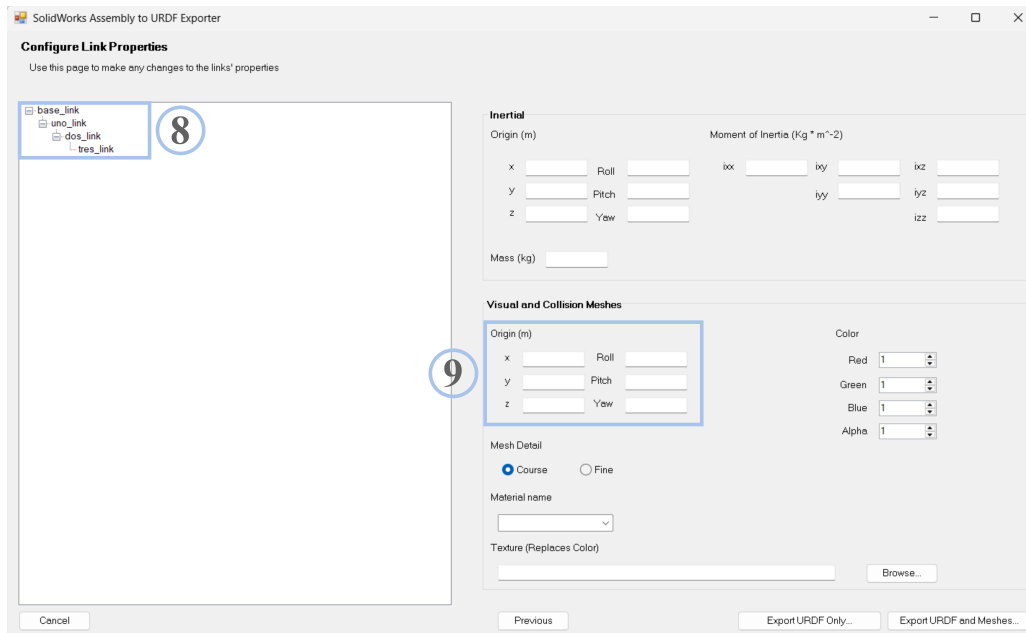 SolidWorks Assembly to URDF Exporter
Configure Link Properties
Use this page to make any changes to the links' properties
base_link
uno_link
dos_link
tres_link
8
Inertial
Origin (m)
Moment of Inertia (Kg * m^-2)
x
Roll
ixx
ixy
ixz
y
Pitch
iyy
iyz
z
Yaw
izz
Mass (kg)
Visual and Collision Meshes
Origin (m)
Color
x
Roll
Red
1
9
y
Pitch
Green
1
z
Yaw
Blue
1
Alpha
1
Mesh Detail
Course
Fine
Material name
Texture (Replaces Color)
Browse...
Cancel
Previous
Export URDF Only...
Export URDF and Meshes...